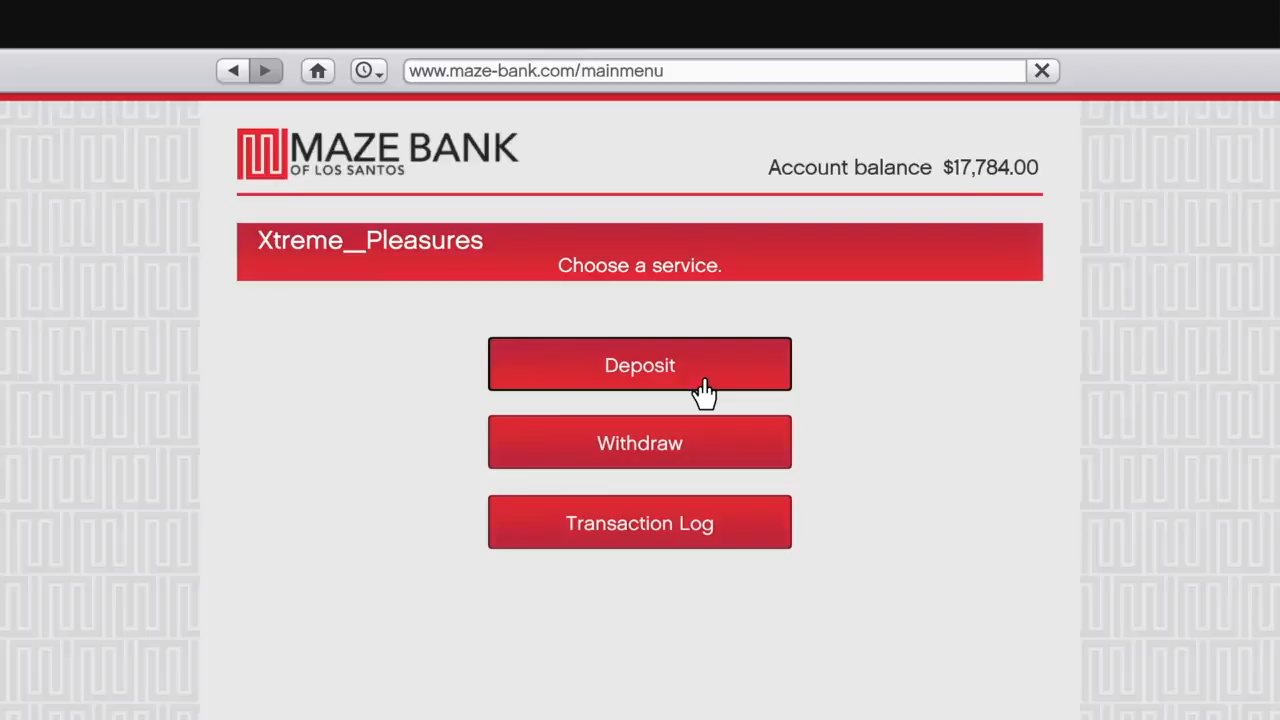 www.maze-bank.com/mainmenu
MAZE BANK
OF LOS SANTOS
Account balance $17,784.00
Xtreme__Pleasures
Choose a service.
Deposit
Withdraw
Transaction Log